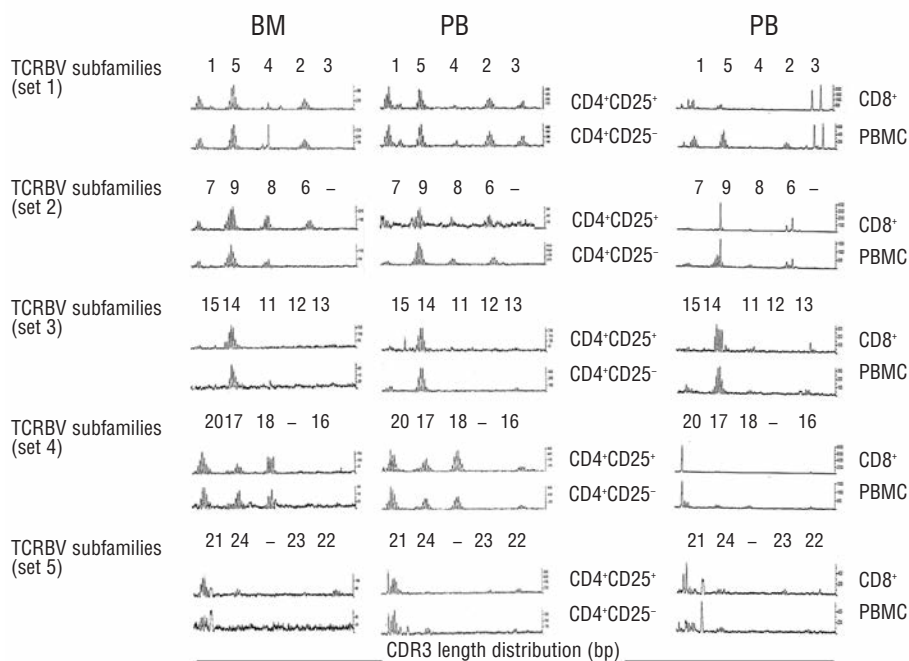 BM PB PB
TCRBV subfamilies
(set 1)
1 5 4 2 3
1 5 4 2 3
1 5 4 2 3
CD4⁺CD25⁺
CD4⁺CD25⁻
CD8⁺
PBMC
TCRBV subfamilies
(set 2)
7 9 8 6 –
7 9 8 6 –
7 9 8 6 –
CD4⁺CD25⁺
CD4⁺CD25⁻
CD8⁺
PBMC
TCRBV subfamilies
(set 3)
15 14 11 12 13
15 14 11 12 13
15 14 11 12 13
CD4⁺CD25⁺
CD4⁺CD25⁻
CD8⁺
PBMC
TCRBV subfamilies
(set 4)
20 17 18 – 16
20 17 18 – 16
20 17 18 – 16
CD4⁺CD25⁺
CD4⁺CD25⁻
CD8⁺
PBMC
TCRBV subfamilies
(set 5)
21 24 – 23 22
21 24 – 23 22
21 24 – 23 22
CD4⁺CD25⁺
CD4⁺CD25⁻
CD8⁺
PBMC
CDR3 length distribution (bp)